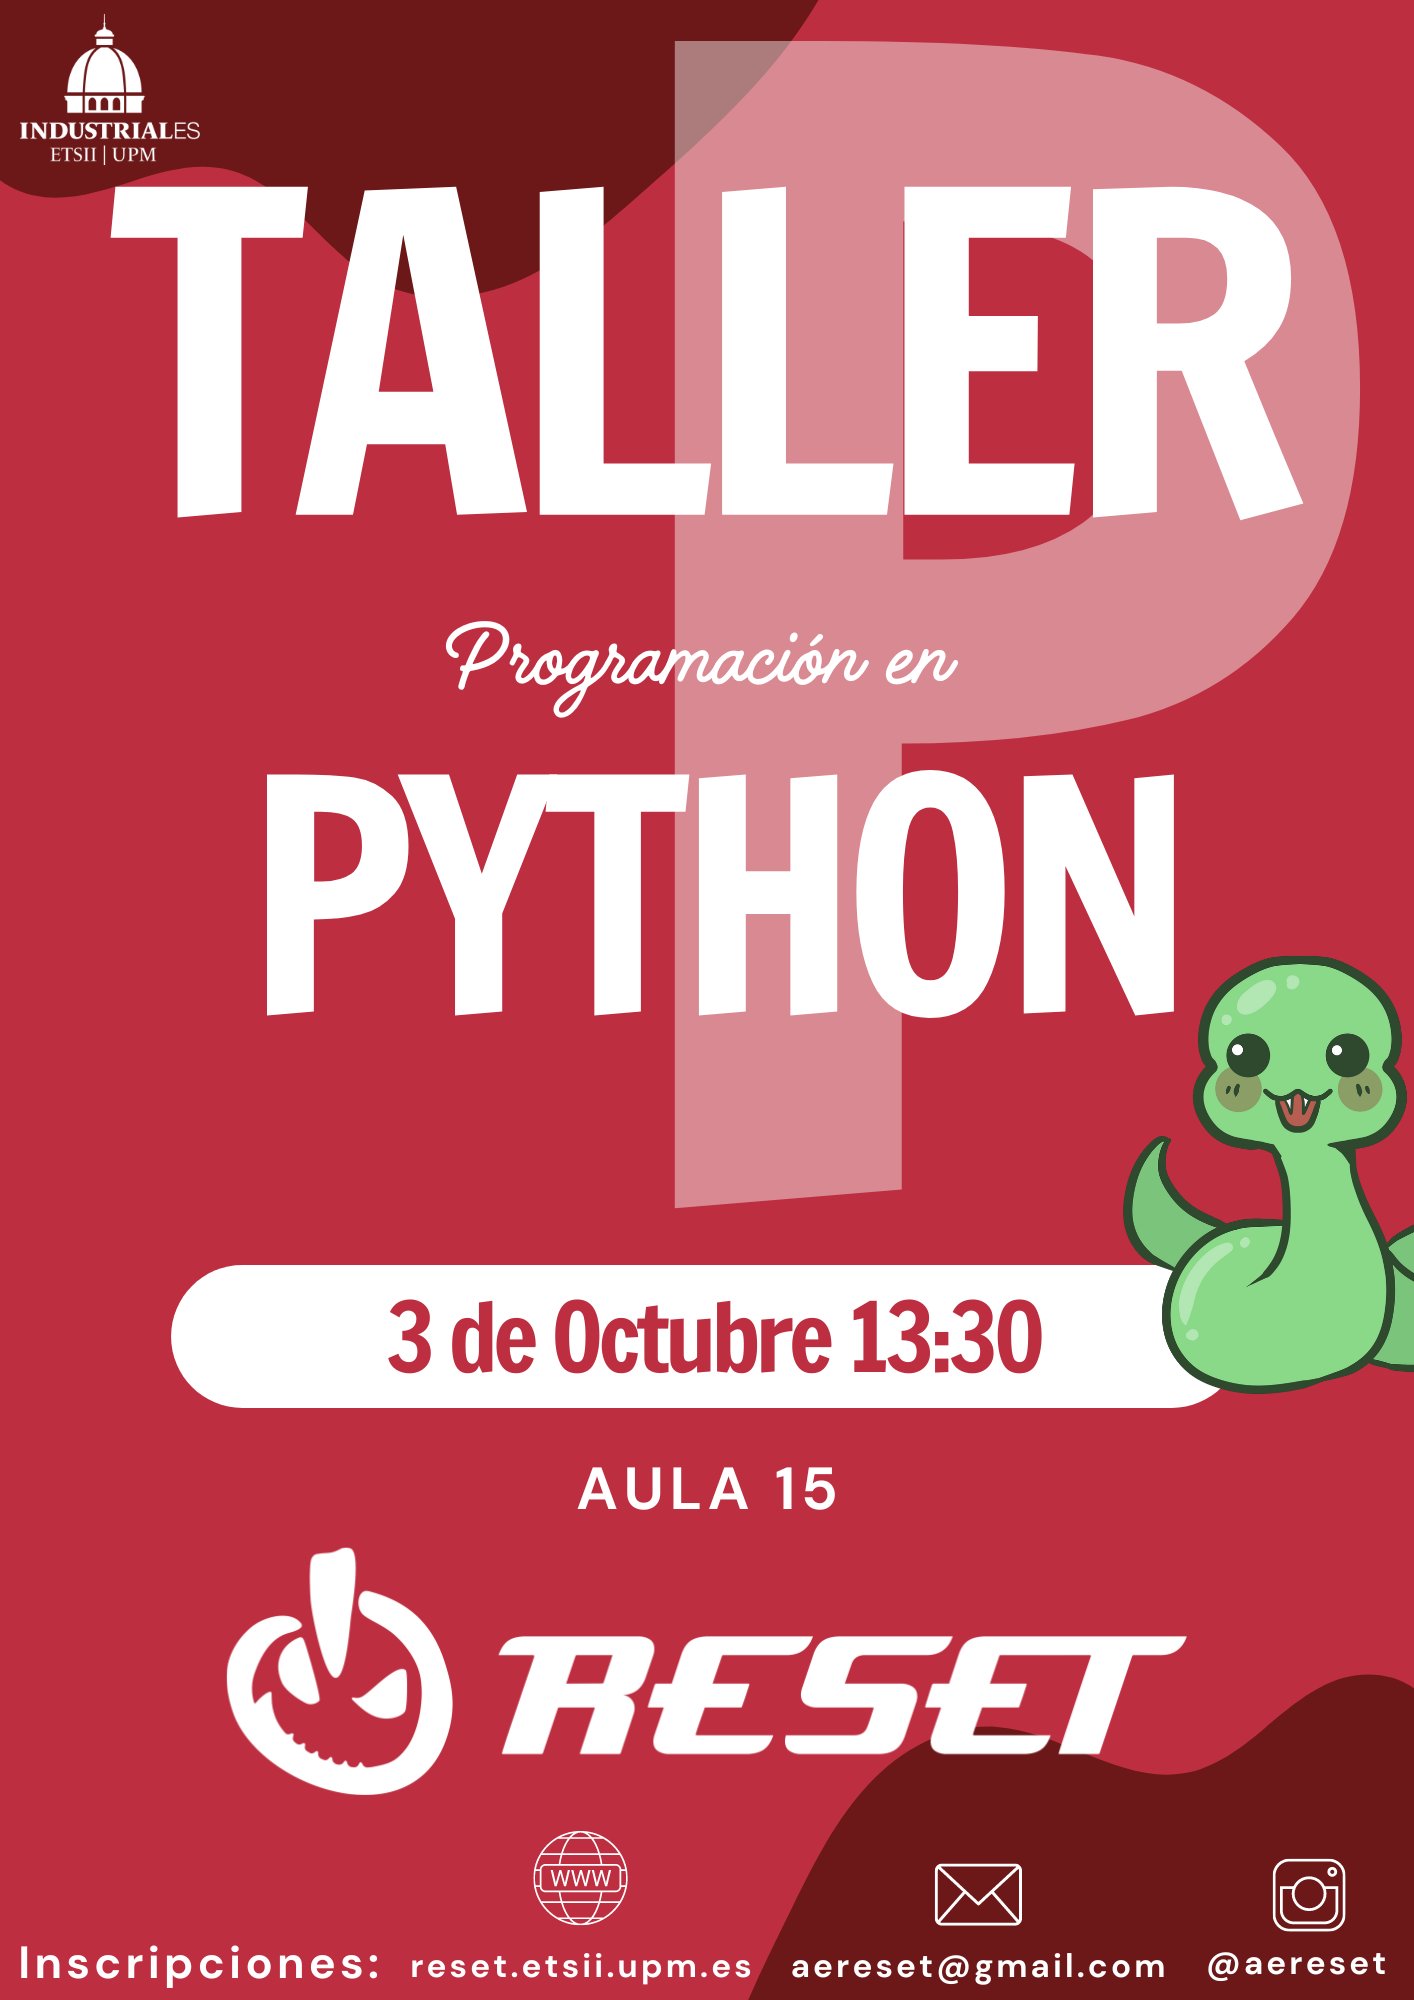 INDUSTRIALES
ETSII | UPM
P
TALLER
Programación en
PYTHON
3 de Octubre 13:30
AULA 15
RESET
WWW
Inscripciones: reset.etsii.upm.es aereset@gmail.com @aereset